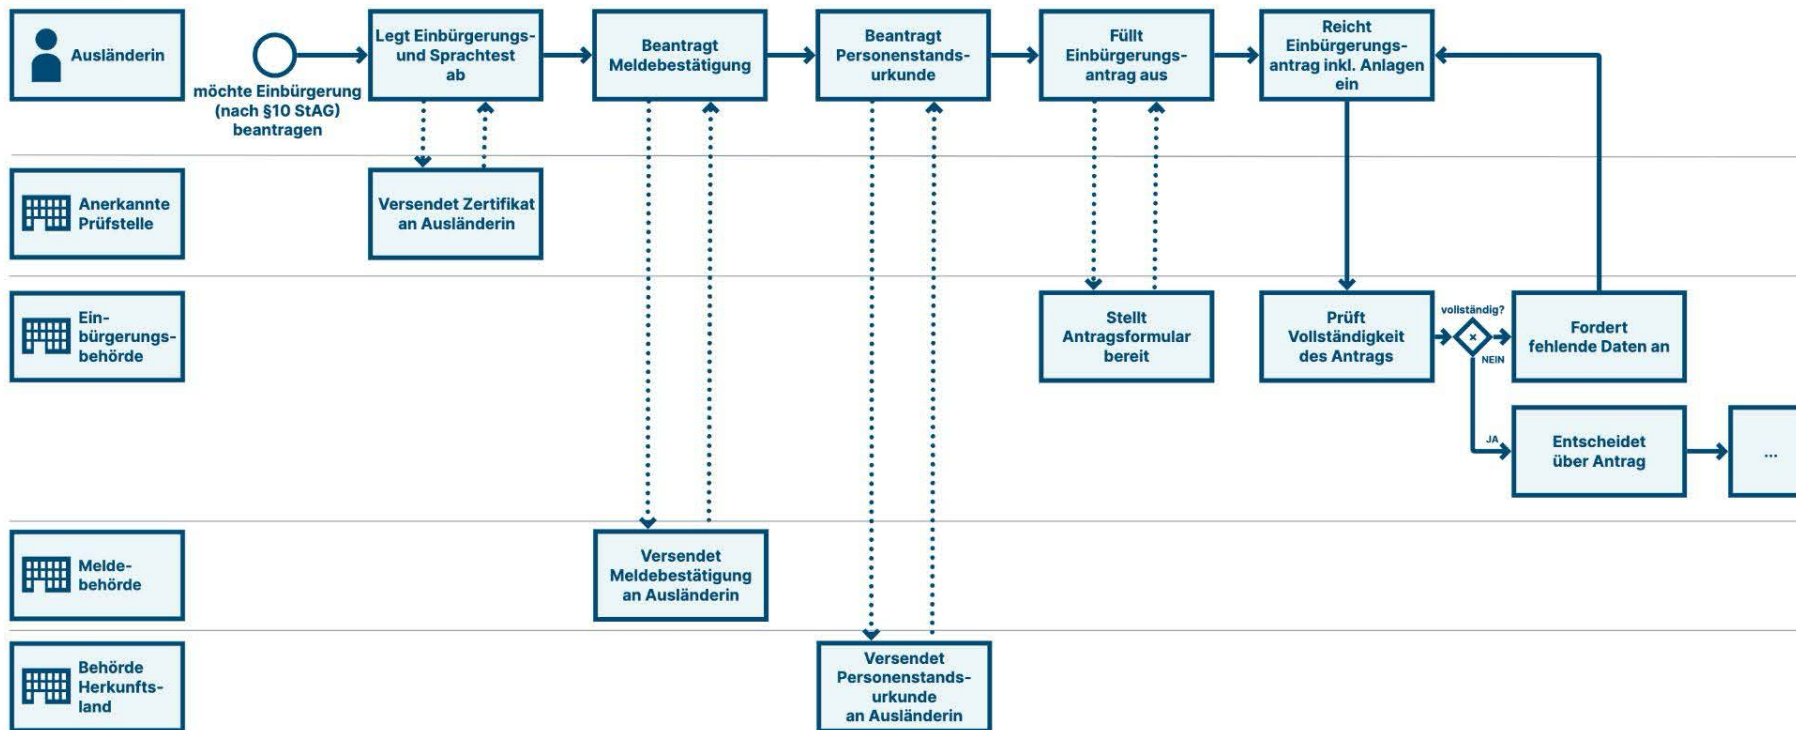 Ausländerin
möchte Einbürgerung
(nach §10 StAG)
beantragen
Legt Einbürgerungs-
und Sprachtest
ab
Beantragt
Meldebestätigung
Beantragt
Personenstands-
urkunde
Füllt
Einbürgerungs-
antrag aus
Reicht
Einbürgerungs-
antrag inkl. Anlagen
ein
Anerkannte
Prüfstelle
Versendet Zertifikat
an Ausländerin
Ein-
bürgerungs-
behörde
Stellt
Antragsformular
bereit
Prüft
Vollständigkeit
des Antrags
vollständig?
×
NEIN
Fordert
fehlende Daten an
JA
Entscheidet
über Antrag
...
Melde-
behörde
Versendet
Meldebestätigung
an Ausländerin
Behörde
Herkunfts-
land
Versendet
Personenstands-
urkunde
an Ausländerin